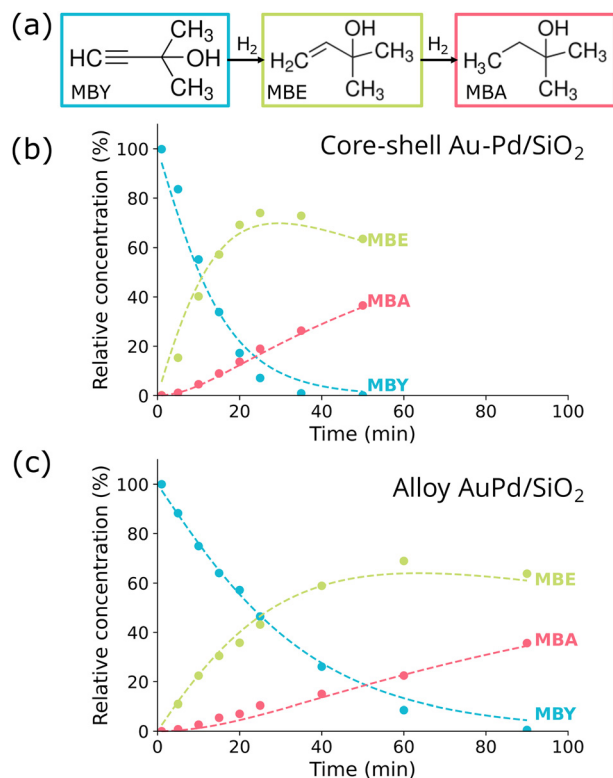 (a)
HC≡ CH₃ OH CH₃ MBY
H₂
H₂C OH CH₃ CH₃ MBE
H₂
H₃C OH CH₃ CH₃ MBA
(b)
Core-shell Au-Pd/SiO₂
Relative concentration (%)
100
80
60
40
20
0
MBE
MBA
MBY
0 20 40 60 80 100
Time (min)
(c)
Alloy AuPd/SiO₂
Relative concentration (%)
100
80
60
40
20
0
MBE
MBA
MBY
0 20 40 60 80 100
Time (min)